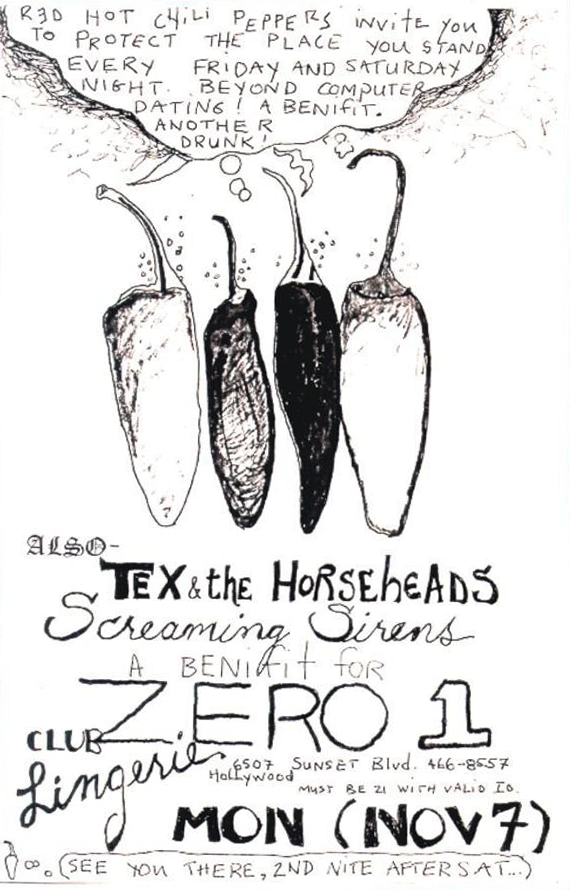 R3D HOT CHiLi PEPPERS iNViTE YOU
TO PROTECT THE PLACE YOU STAND
EVERY FRiDAY AND SATURDAY
NiGHT. BEYOND COMPUTER
DATiNG! A BENiFiT.
ANOTHER
DRUNK!
ALSO-
TEX & the HORSEheADS
Screaming Sirens
A BENiFit for
ZERO 1
CLUB
Lingerie
6507 SUNSET Blvd. 466-8557
HOLLYWOOD
MUST BE 21 WITH VALiD ID.
MON (NOV 7)
(SEE YOU THERE, 2ND NITE AFTER SAT...)